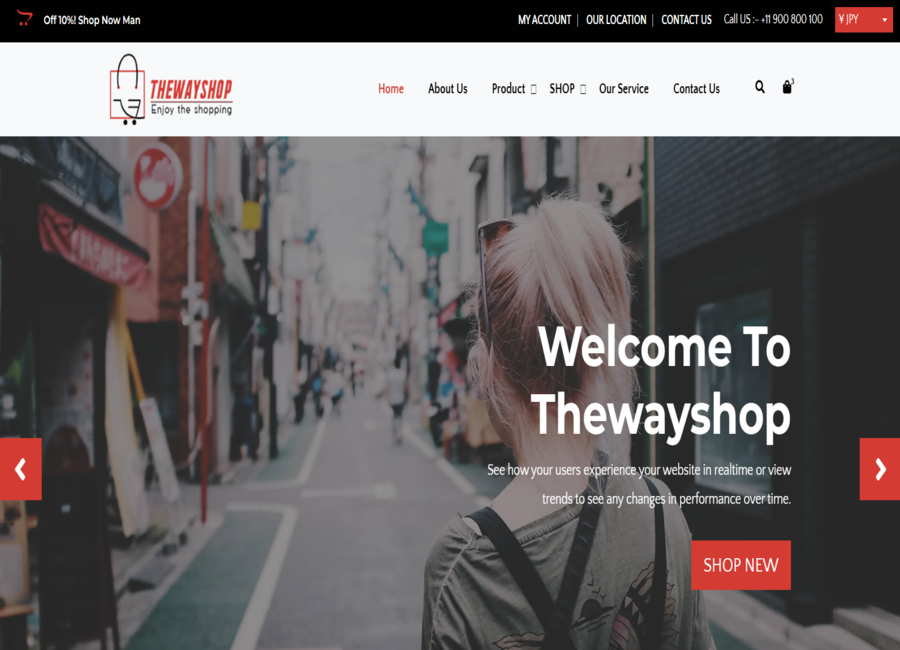 Off 10%! Shop Now Man
MY ACCOUNT
OUR LOCATION
CONTACT US
Call US :- +11 900 800 100
¥ JPY
THEWAYSHOP
Enjoy the shopping
Home
About Us
Product
SHOP
Our Service
Contact Us
3
Welcome To
Thewayshop
See how your users experience your website in realtime or view
trends to see any changes in performance over time.
SHOP NEW